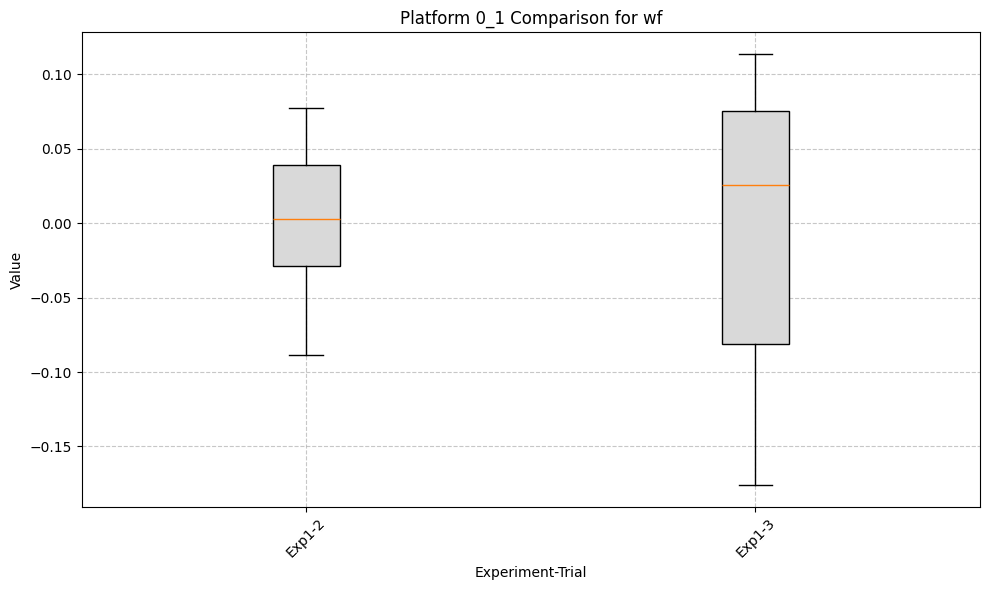 Platform 0_1 Comparison for wf
0.10
0.05
0.00
−0.05
−0.10
−0.15
Value
Exp1-2
Exp1-3
Experiment-Trial